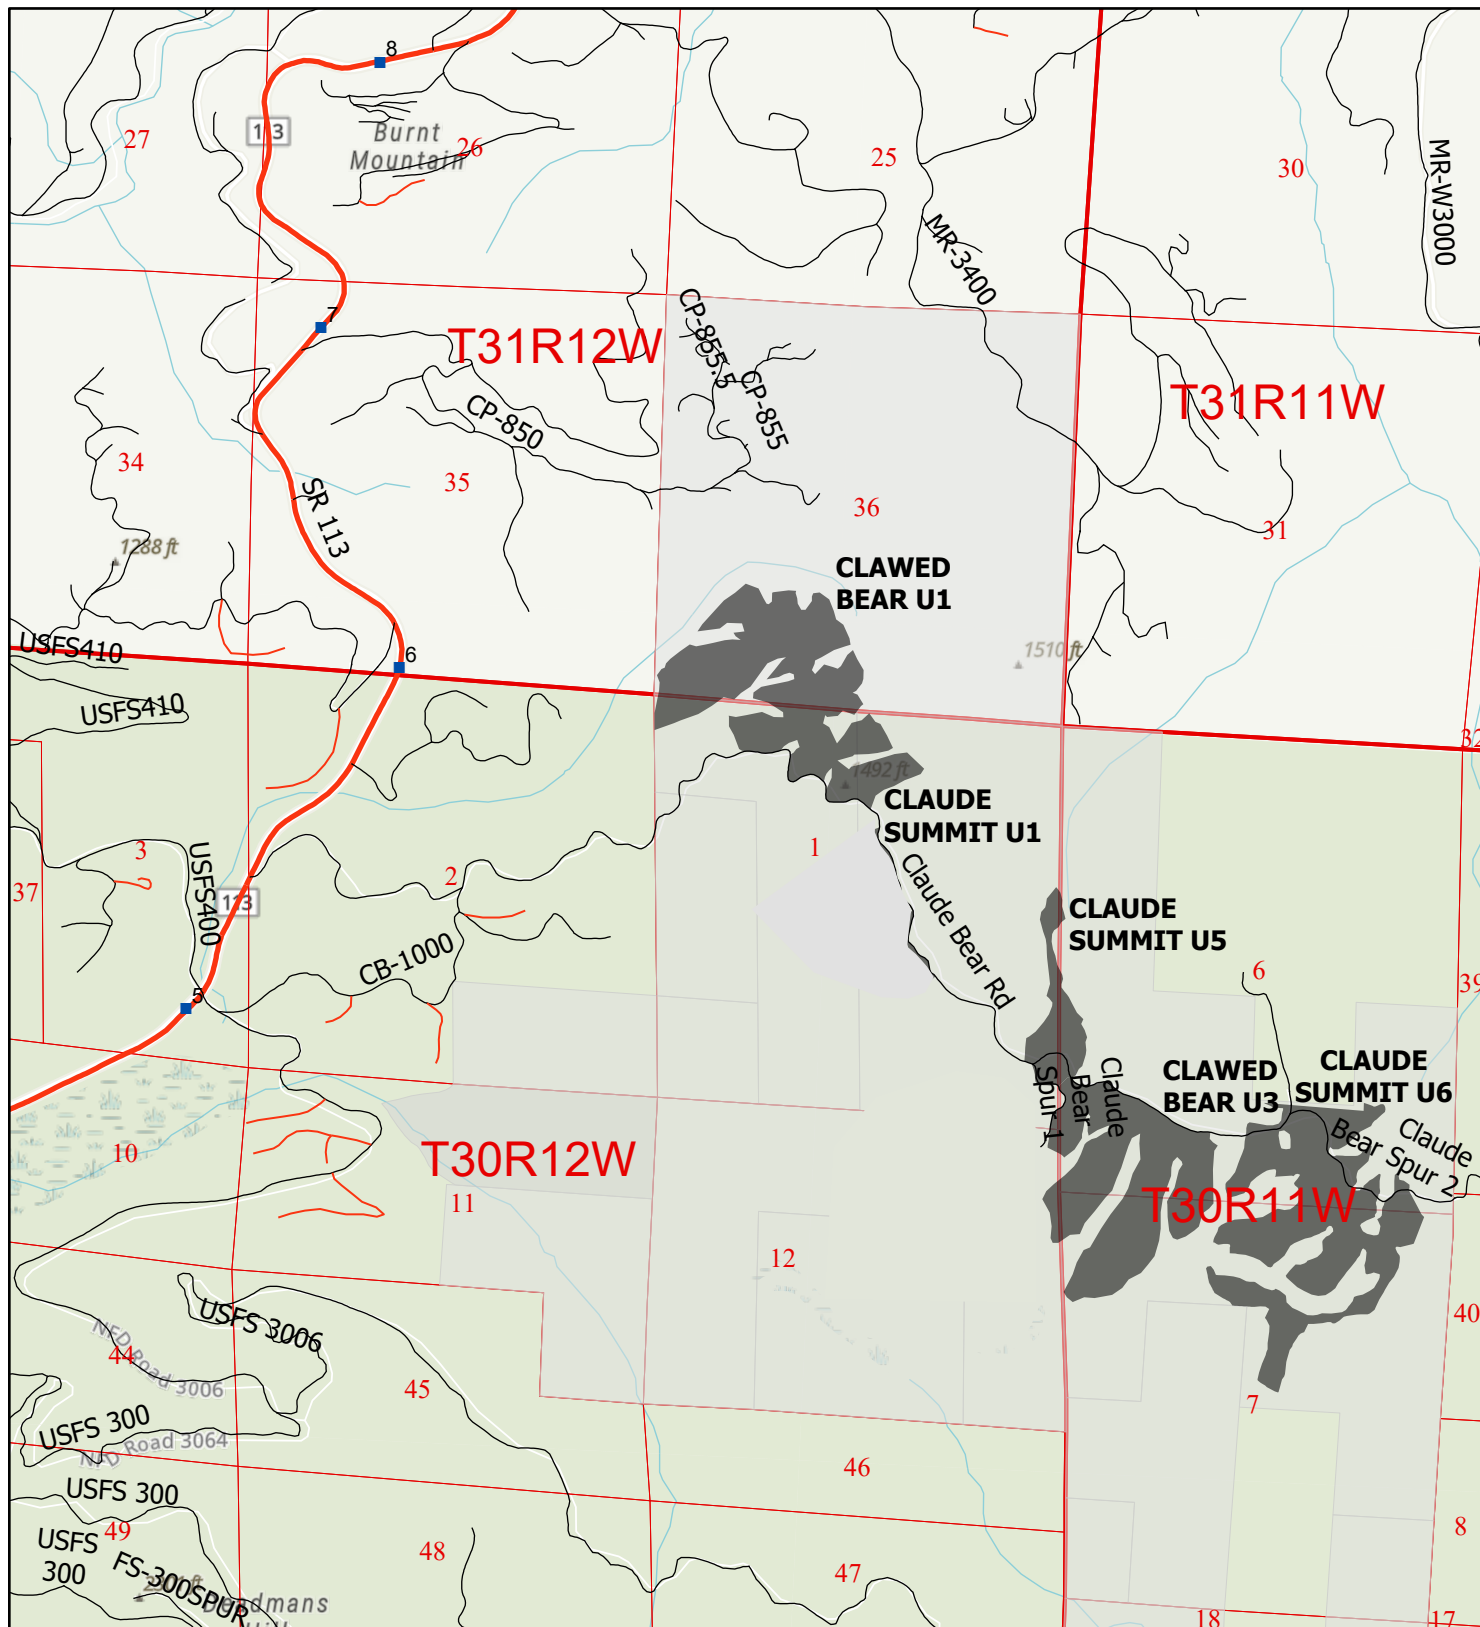 8
27
113
Burnt
Mountain
26
25
30
MR-W3000
MR-3400
7
T31R12W
CP-855.5
CP-855
T31R11W
CP-850
34
35
SR 113
36
31
1288 ft
CLAWED
BEAR U1
USFS410
6
1510 ft
USFS410
32
1492 ft
CLAUDE
SUMMIT U1
3
USFS400
1
2
37
113
Claude Bear Rd
CLAUDE
SUMMIT U5
CB-1000
6
39
5
Claude
Bear
Spur 1
CLAWED
BEAR U3
CLAUDE
SUMMIT U6
Claude
Bear Spur 2
10
T30R12W
11
T30R11W
12
USFS 3006
NFD Road 3006
44
45
40
7
USFS 300
NFD Road 3064
46
USFS 300
49
USFS
300
FS-300SPUR
48
47
8
Deadmans
18
17